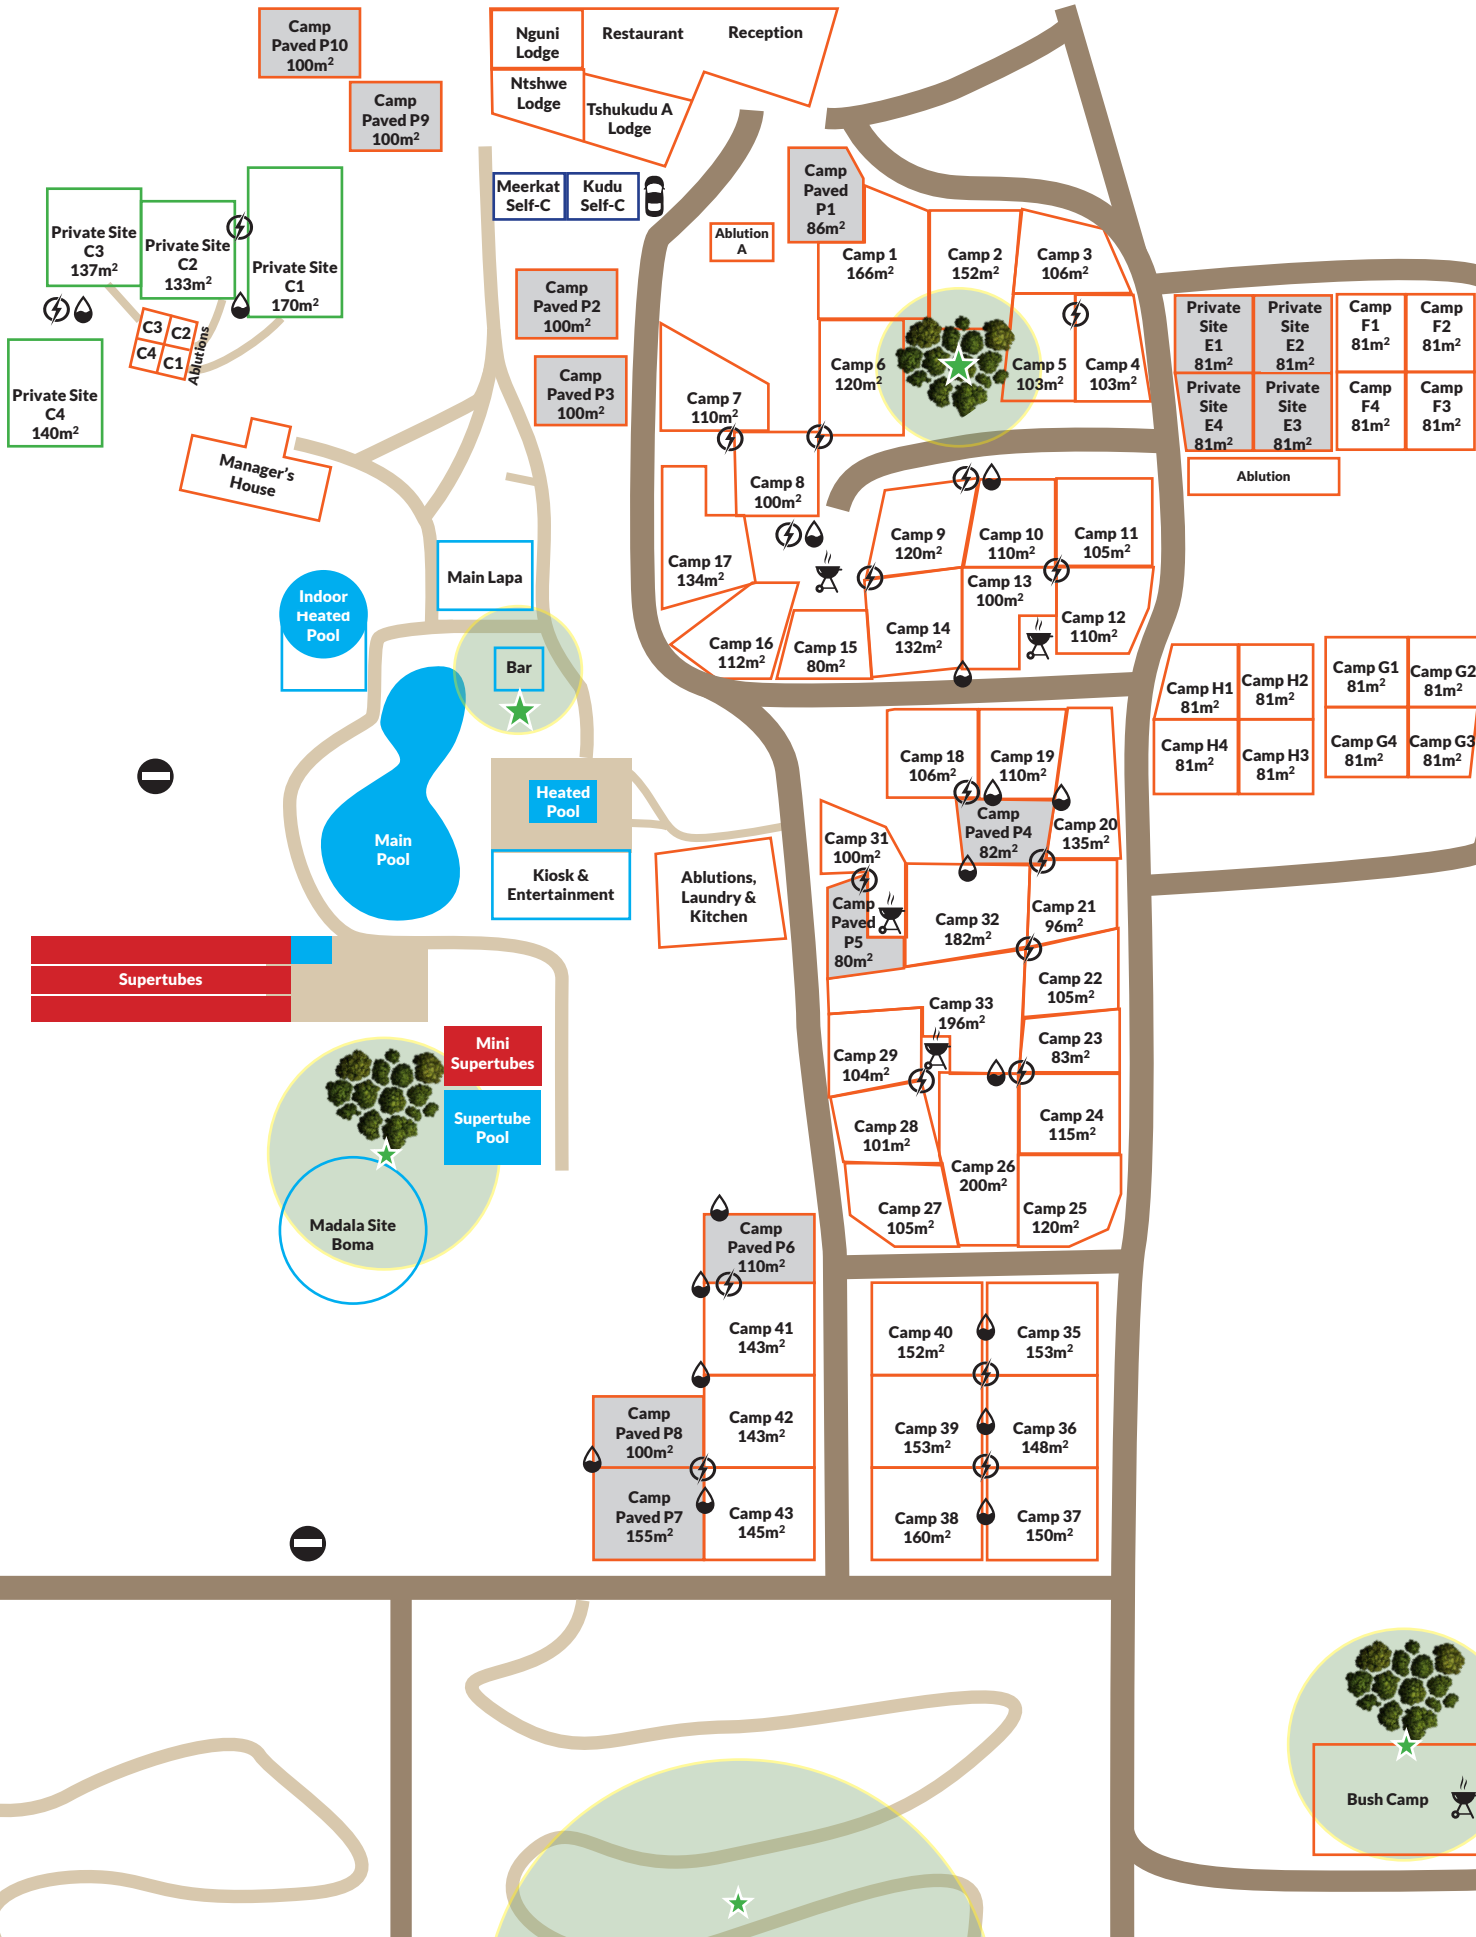 Camp
Paved P10
100m²
Camp
Paved P9
100m²
Nguni
Lodge
Restaurant
Reception
Ntshwe
Lodge
Tshukudu A
Lodge
Meerkat
Self-C
Kudu
Self-C
Ablution
A
Camp
Paved
P1
86m²
Camp 1
166m²
Camp 2
152m²
Camp 3
106m²
Private Site
C3
137m²
Private Site
C2
133m²
Private Site
C1
170m²
C3
C2
C4
C1
Ablutions
Private Site
C4
140m²
Camp
Paved P2
100m²
Camp
Paved P3
100m²
Camp 7
110m²
Camp 6
120m²
Camp 5
103m²
Camp 4
103m²
Private
Site
E1
81m²
Private
Site
E2
81m²
Camp
F1
81m²
Camp
F2
81m²
Private
Site
E4
81m²
Private
Site
E3
81m²
Camp
F4
81m²
Camp
F3
81m²
Ablution
Manager's
House
Camp 8
100m²
Camp 9
120m²
Camp 10
110m²
Camp 11
105m²
Camp 17
134m²
Camp 13
100m²
Camp 12
110m²
Camp 16
112m²
Camp 15
80m²
Camp 14
132m²
Main Lapa
Indoor
Heated
Pool
Bar
Camp H1
81m²
Camp H2
81m²
Camp G1
81m²
Camp G2
81m²
Camp H4
81m²
Camp H3
81m²
Camp G4
81m²
Camp G3
81m²
Camp 18
106m²
Camp 19
110m²
Camp
Paved P4
82m²
Camp 20
135m²
Heated
Pool
Main
Pool
Kiosk &
Entertainment
Ablutions,
Laundry &
Kitchen
Camp 31
100m²
Camp
Paved
P5
80m²
Camp 32
182m²
Camp 21
96m²
Camp 22
105m²
Camp 33
196m²
Camp 23
83m²
Supertubes
Mini
Supertubes
Supertube
Pool
Camp 29
104m²
Camp 28
101m²
Camp 24
115m²
Camp 26
200m²
Camp 27
105m²
Camp 25
120m²
Madala Site
Boma
Camp
Paved P6
110m²
Camp 41
143m²
Camp 40
152m²
Camp 35
153m²
Camp
Paved P8
100m²
Camp 42
143m²
Camp 39
153m²
Camp 36
148m²
Camp
Paved P7
155m²
Camp 43
145m²
Camp 38
160m²
Camp 37
150m²
Bush Camp